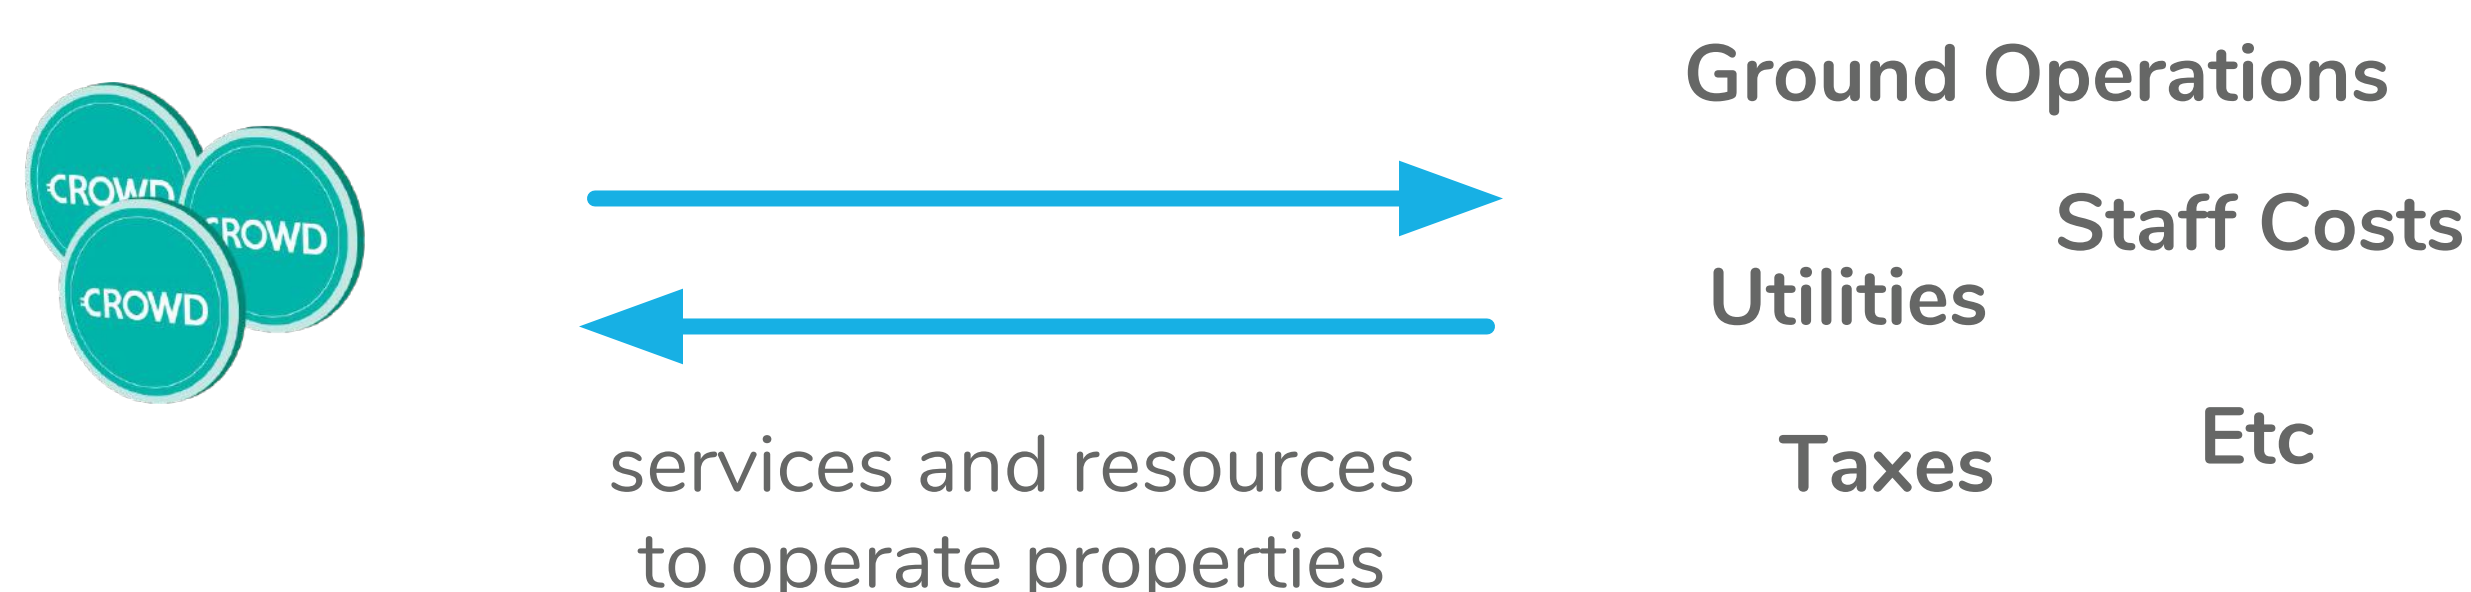 CROWD
CROWD
CROWD
Ground Operations
Staff Costs
Utilities
Taxes
Etc
services and resources
to operate properties